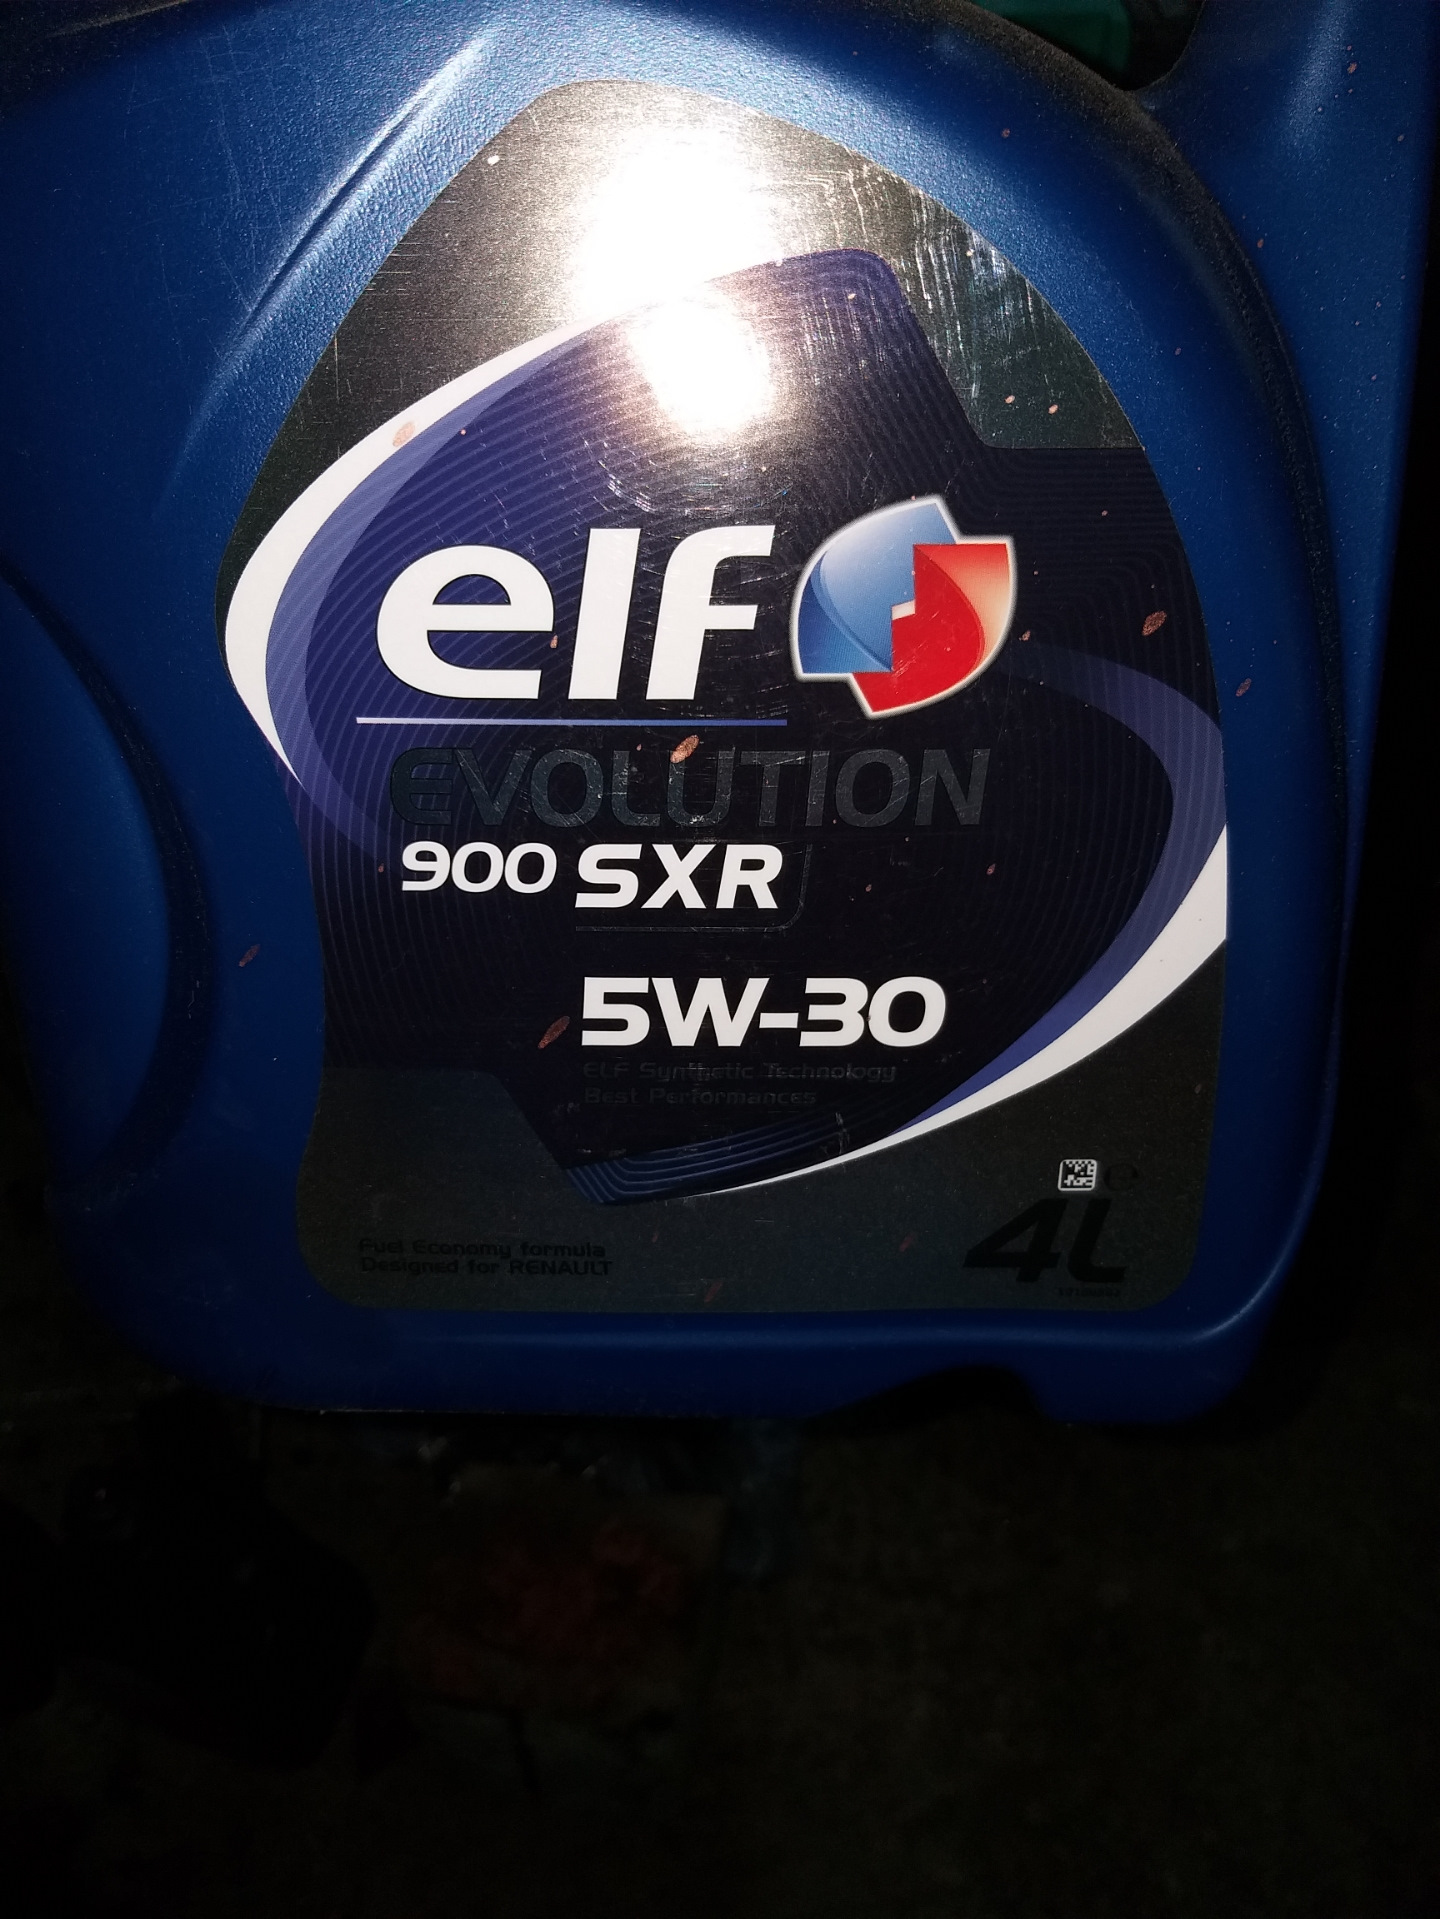 elf
EVOLUTION
900 SXR
5W-30
ELF Synthetic Technology
Best Performances
Fuel Economy formula
Designed for RENAULT
4L